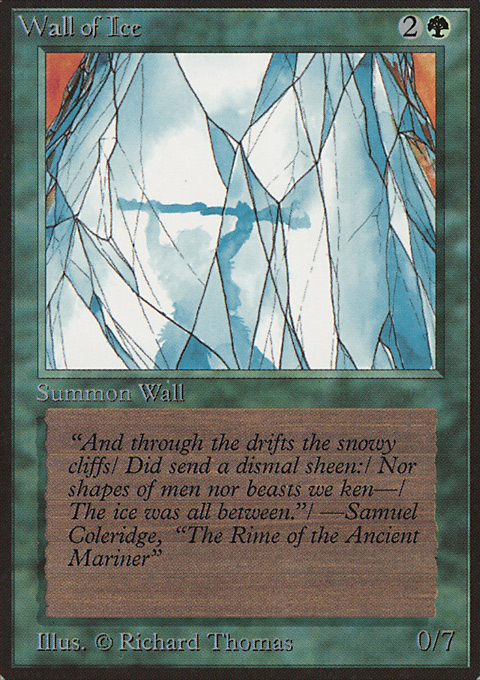 Wall of Ice 2
Summon Wall
“And through the drifts the snowy
cliffs/ Did send a dismal sheen:/ Nor
shapes of men nor beasts we ken—/
The ice was all between.”/ —Samuel
Coleridge, “The Rime of the Ancient
Mariner”
Illus. © Richard Thomas 0/7